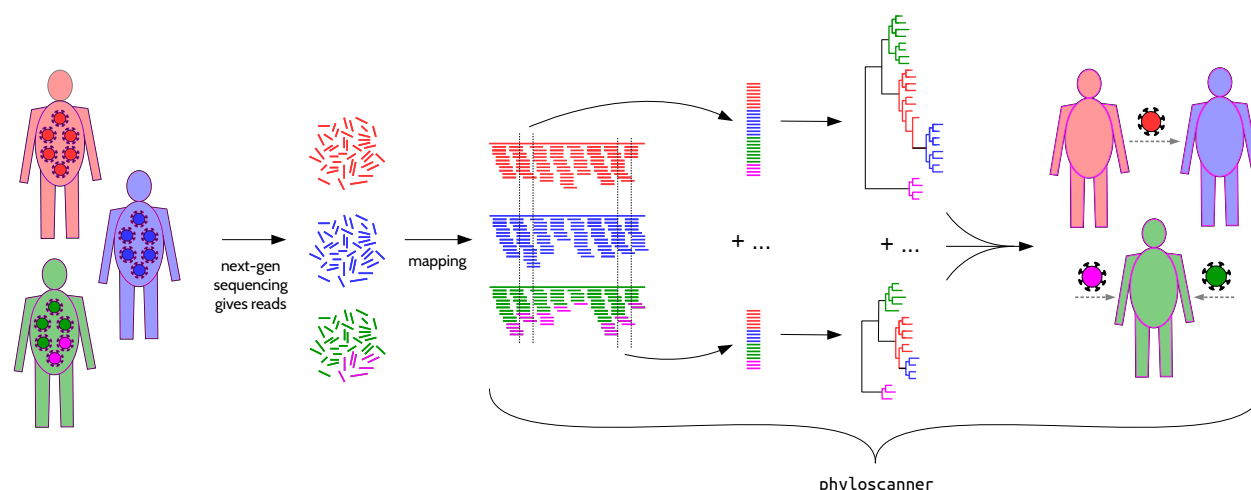 next-gen
sequencing
gives reads
mapping
+ ...
+ ...
phyloscanner